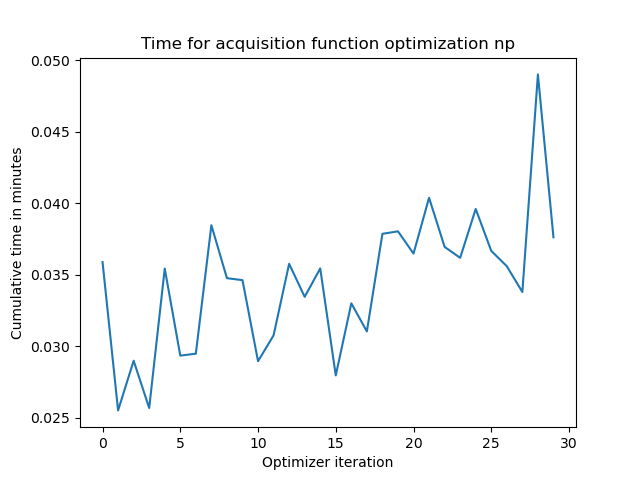 Time for acquisition function optimization np
0.050
0.045
0.040
0.035
0.030
0.025
Cumulative time in minutes
0 5 10 15 20 25 30
Optimizer iteration